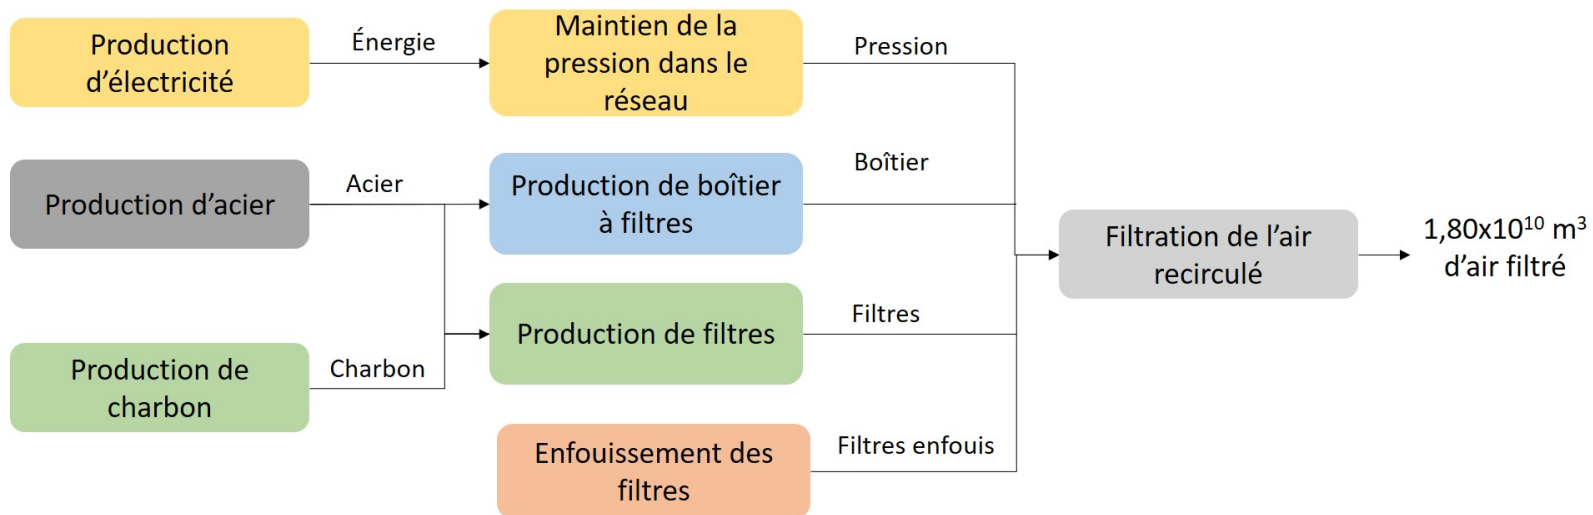 Production
d’électricité
Énergie
Maintien de la
pression dans le
réseau
Pression
Production d’acier
Acier
Production de boîtier
à filtres
Boîtier
Production de
charbon
Charbon
Production de filtres
Filtres
Enfouissement des
filtres
Filtres enfouis
Filtration de l’air
recirculé
1,80x10¹⁰ m³
d’air filtré